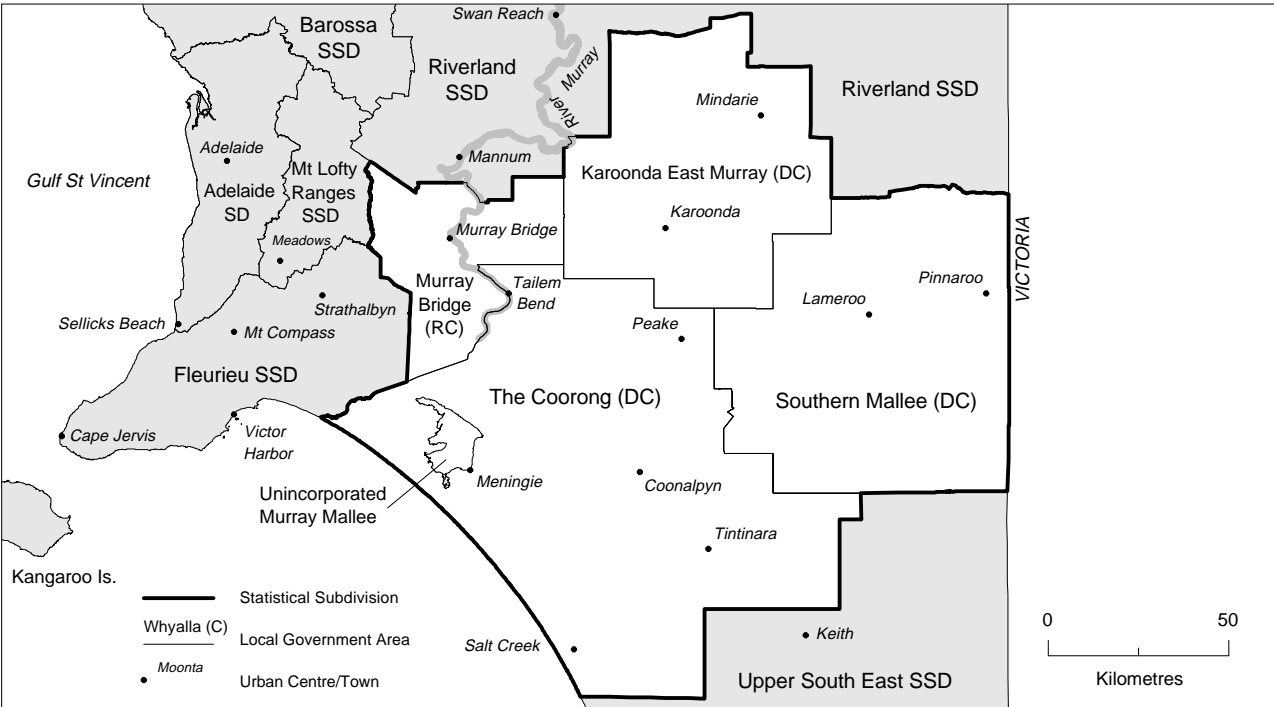 Swan Reach
Barossa
SSD
Riverland
SSD
River Murray
Riverland SSD
Mindarie
Adelaide
Mannum
Gulf St Vincent
Adelaide
SD
Mt Lofty
Ranges
SSD
Karoonda East Murray (DC)
Karoonda
Meadows
Murray Bridge
VICTORIA
Murray
Bridge
(RC)
Tailem
Bend
Pinnaroo
Lameroo
Strathalbyn
Sellicks Beach
Mt Compass
Peake
Fleurieu SSD
The Coorong (DC)
Southern Mallee (DC)
Cape Jervis
Victor
Harbor
Meningie
Coonalpyn
Unincorporated
Murray Mallee
Tintinara
Kangaroo Is.
Statistical Subdivision
Whyalla (C)
Local Government Area
Moonta
Urban Centre/Town
Salt Creek
Keith
Upper South East SSD
0 50
Kilometres